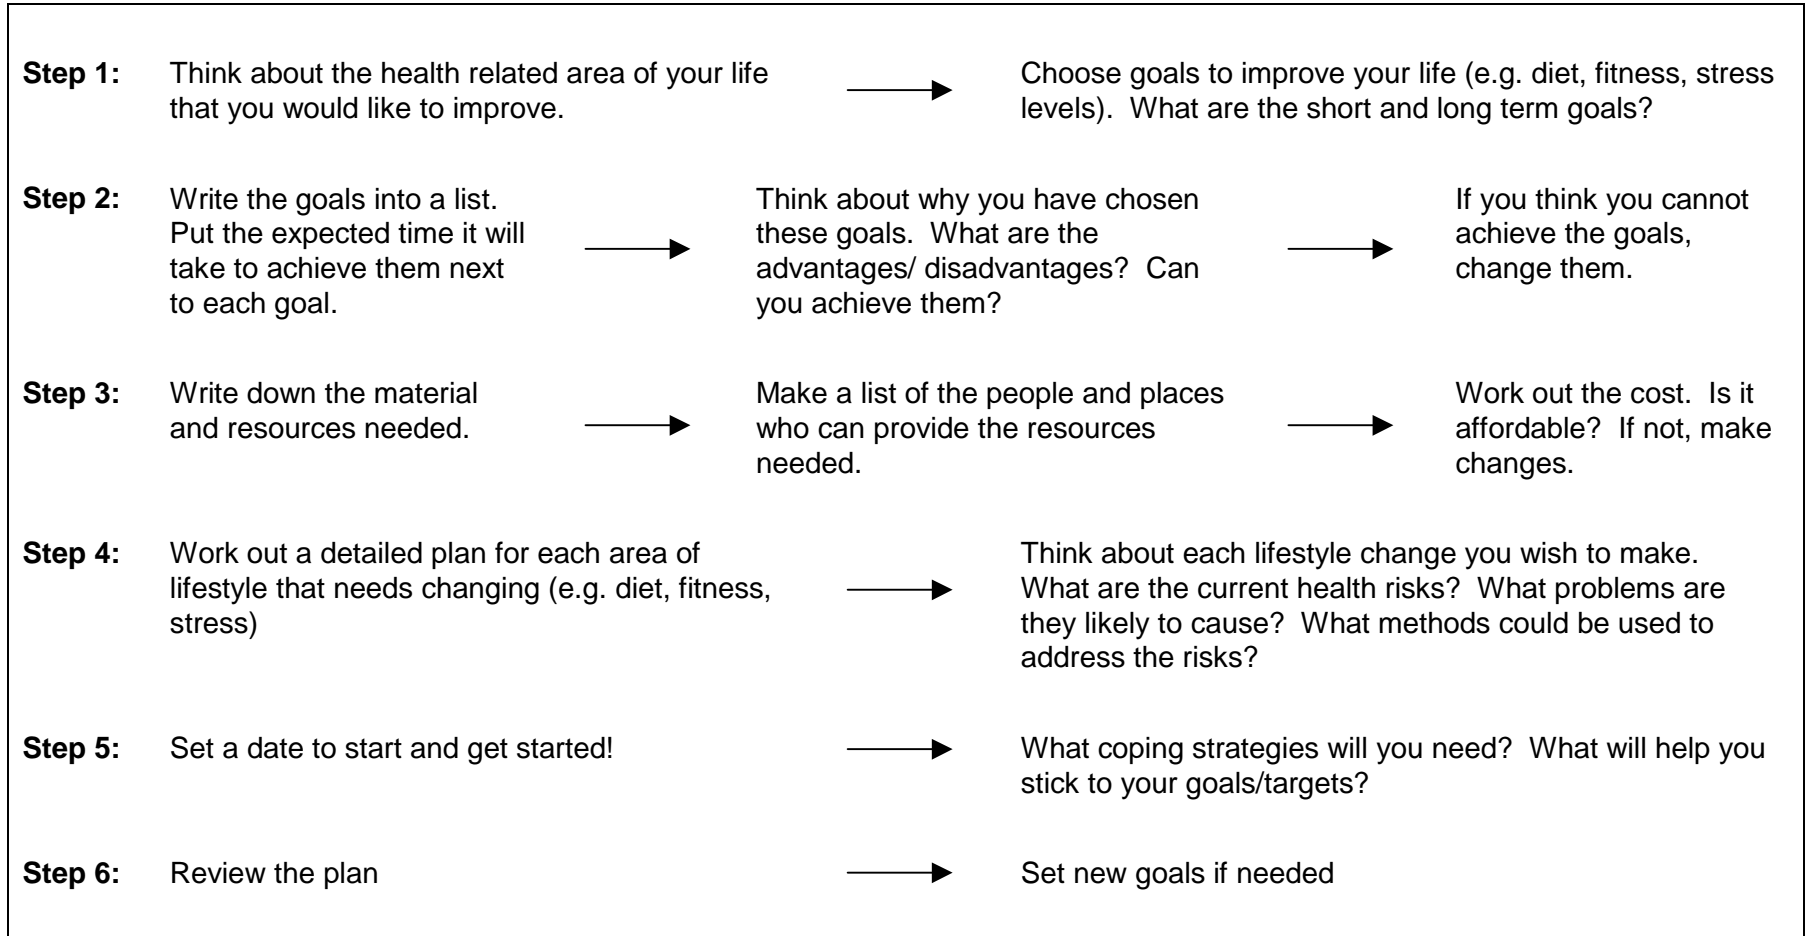 Step 1:
Think about the health related area of your life
that you would like to improve.
Choose goals to improve your life (e.g. diet, fitness, stress
levels).  What are the short and long term goals?
Step 2:
Write the goals into a list.
Put the expected time it will
take to achieve them next
to each goal.
Think about why you have chosen
these goals.  What are the
advantages/ disadvantages?  Can
you achieve them?
If you think you cannot
achieve the goals,
change them.
Step 3:
Write down the material
and resources needed.
Make a list of the people and places
who can provide the resources
needed.
Work out the cost.  Is it
affordable?  If not, make
changes.
Step 4:
Work out a detailed plan for each area of
lifestyle that needs changing (e.g. diet, fitness,
stress)
Think about each lifestyle change you wish to make.
What are the current health risks?  What problems are
they likely to cause?  What methods could be used to
address the risks?
Step 5:
Set a date to start and get started!
What coping strategies will you need?  What will help you
stick to your goals/targets?
Step 6:
Review the plan
Set new goals if needed